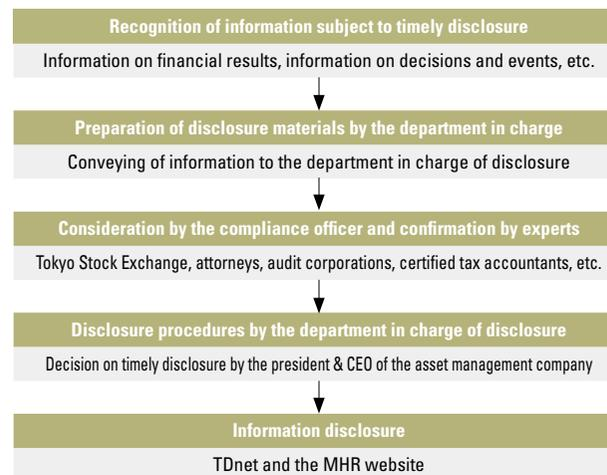 Recognition of information subject to timely disclosure
Information on financial results, information on decisions and events, etc.
Preparation of disclosure materials by the department in charge
Conveying of information to the department in charge of disclosure
Consideration by the compliance officer and confirmation by experts
Tokyo Stock Exchange, attorneys, audit corporations, certified tax accountants, etc.
Disclosure procedures by the department in charge of disclosure
Decision on timely disclosure by the president & CEO of the asset management company
Information disclosure
TDnet and the MHR website